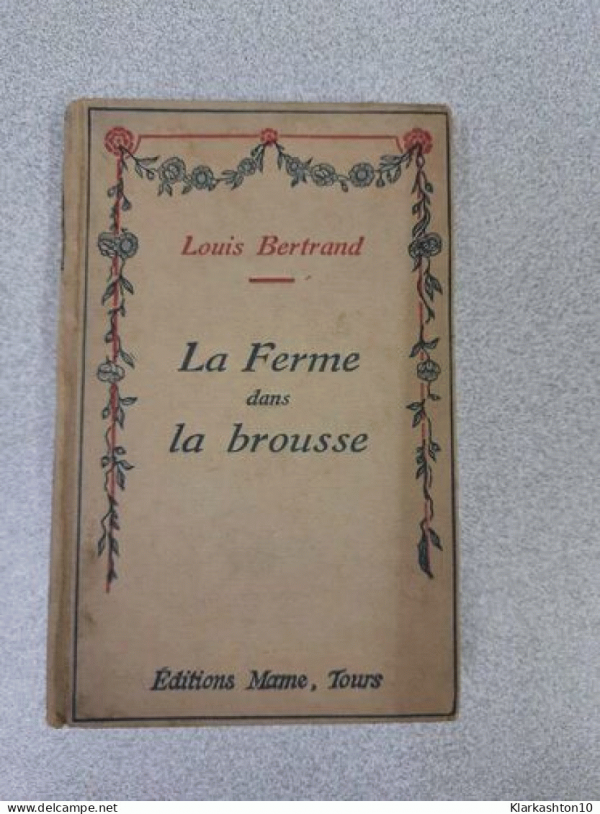 Louis Bertrand
La Ferme
dans
la brousse
Éditions Mame, Tours
www.delcampe.net
Klarkashton10